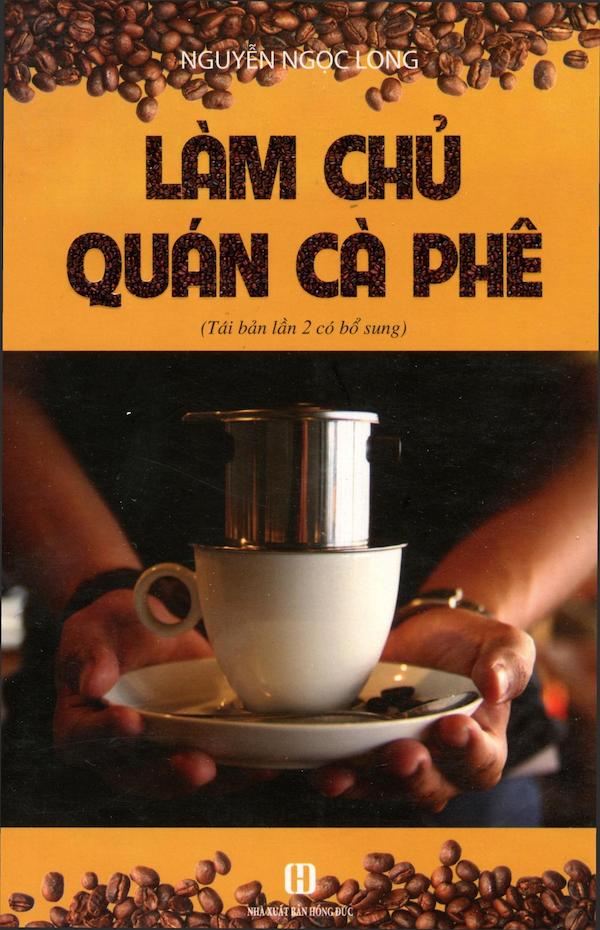 NGUYỄN NGỌC LONG
LÀM CHỦ
QUÁN CÀ PHÊ
(Tái bản lần 2 có bổ sung)
H
NHÀ XUẤT BẢN HỒNG ĐỨC